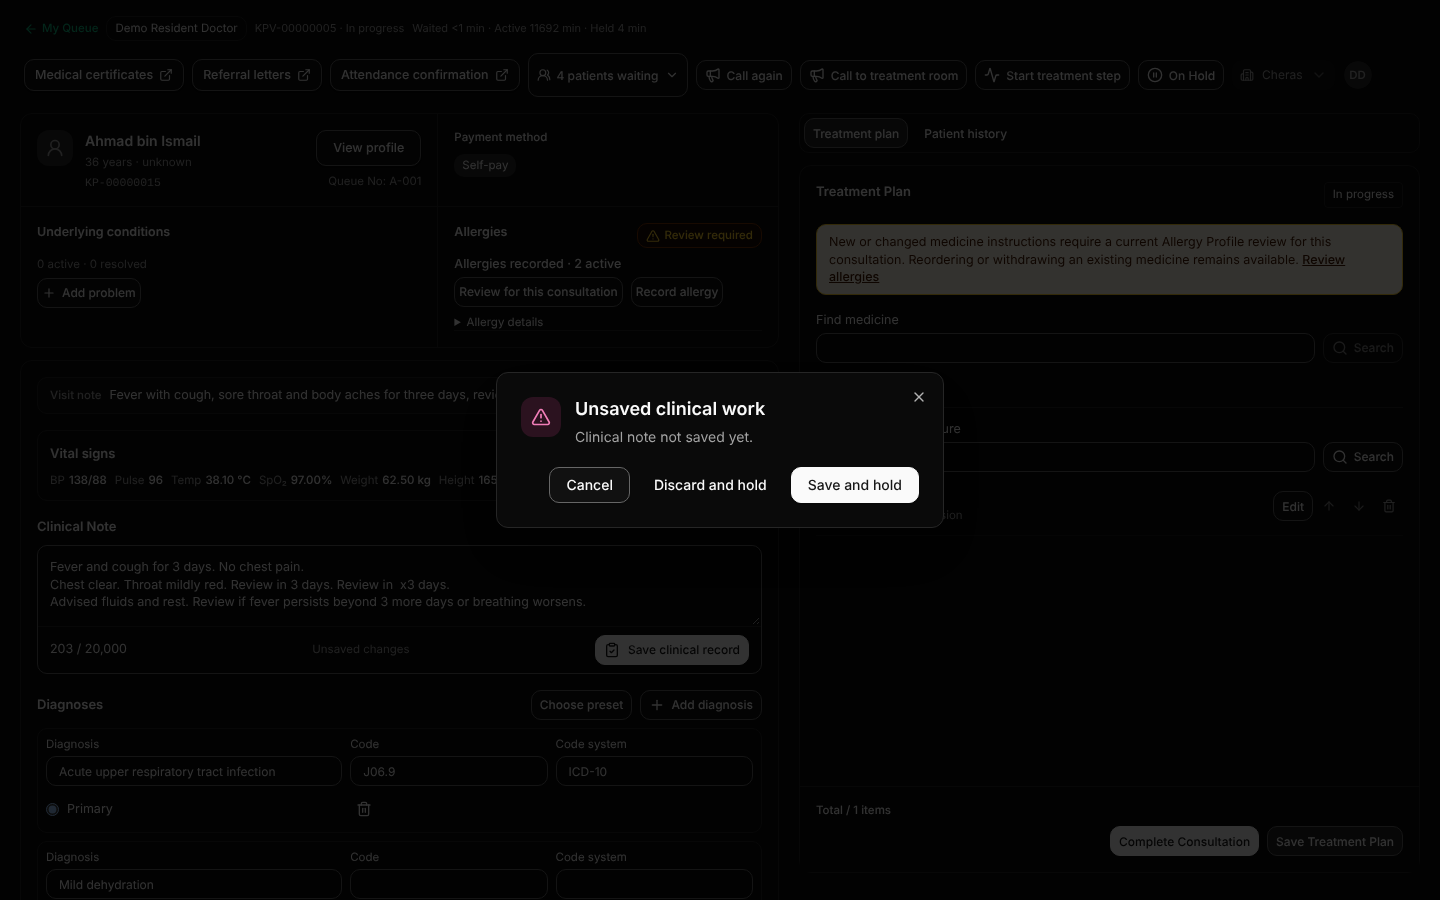 My Queue
Demo Resident Doctor
KPV-00000005 · In progress Waited <1 min · Active 11692 min · Held 4 min
Medical certificates
Referral letters
Attendance confirmation
4 patients waiting
Call again
Call to treatment room
Start treatment step
On Hold
Cheras
DD
Ahmad bin Ismail
36 years · unknown
KP-00000015
View profile
Queue No: A-001
Payment method
Self-pay
Underlying conditions
0 active · 0 resolved
Add problem
Allergies
Review required
Allergies recorded · 2 active
Review for this consultation
Record allergy
Allergy details
Visit note Fever with cough, sore throat and body aches for three days,
Vital signs
BP 138/88 Pulse 96 Temp 38.10 °C SpO₂ 97.00% Weight 62.50 kg Height 165
Clinical Note
Fever and cough for 3 days. No chest pain.
Chest clear. Throat mildly red. Review in 3 days. Review in  x3 days.
Advised fluids and rest. Review if fever persists beyond 3 more days or breathing worsens.
203 / 20,000
Unsaved changes
Save clinical record
Diagnoses
Choose preset
Add diagnosis
Diagnosis
Code
Code system
Acute upper respiratory tract infection
J06.9
ICD-10
Primary
Diagnosis
Code
Code system
Mild dehydration
Unsaved clinical work
Clinical note not saved yet.
Cancel
Discard and hold
Save and hold
Treatment plan
Patient history
Treatment Plan
In progress
New or changed medicine instructions require a current Allergy Profile review for this
consultation. Reordering or withdrawing an existing medicine remains available. Review
allergies
Find medicine
Search
Search
Edit
Total / 1 items
Complete Consultation
Save Treatment Plan